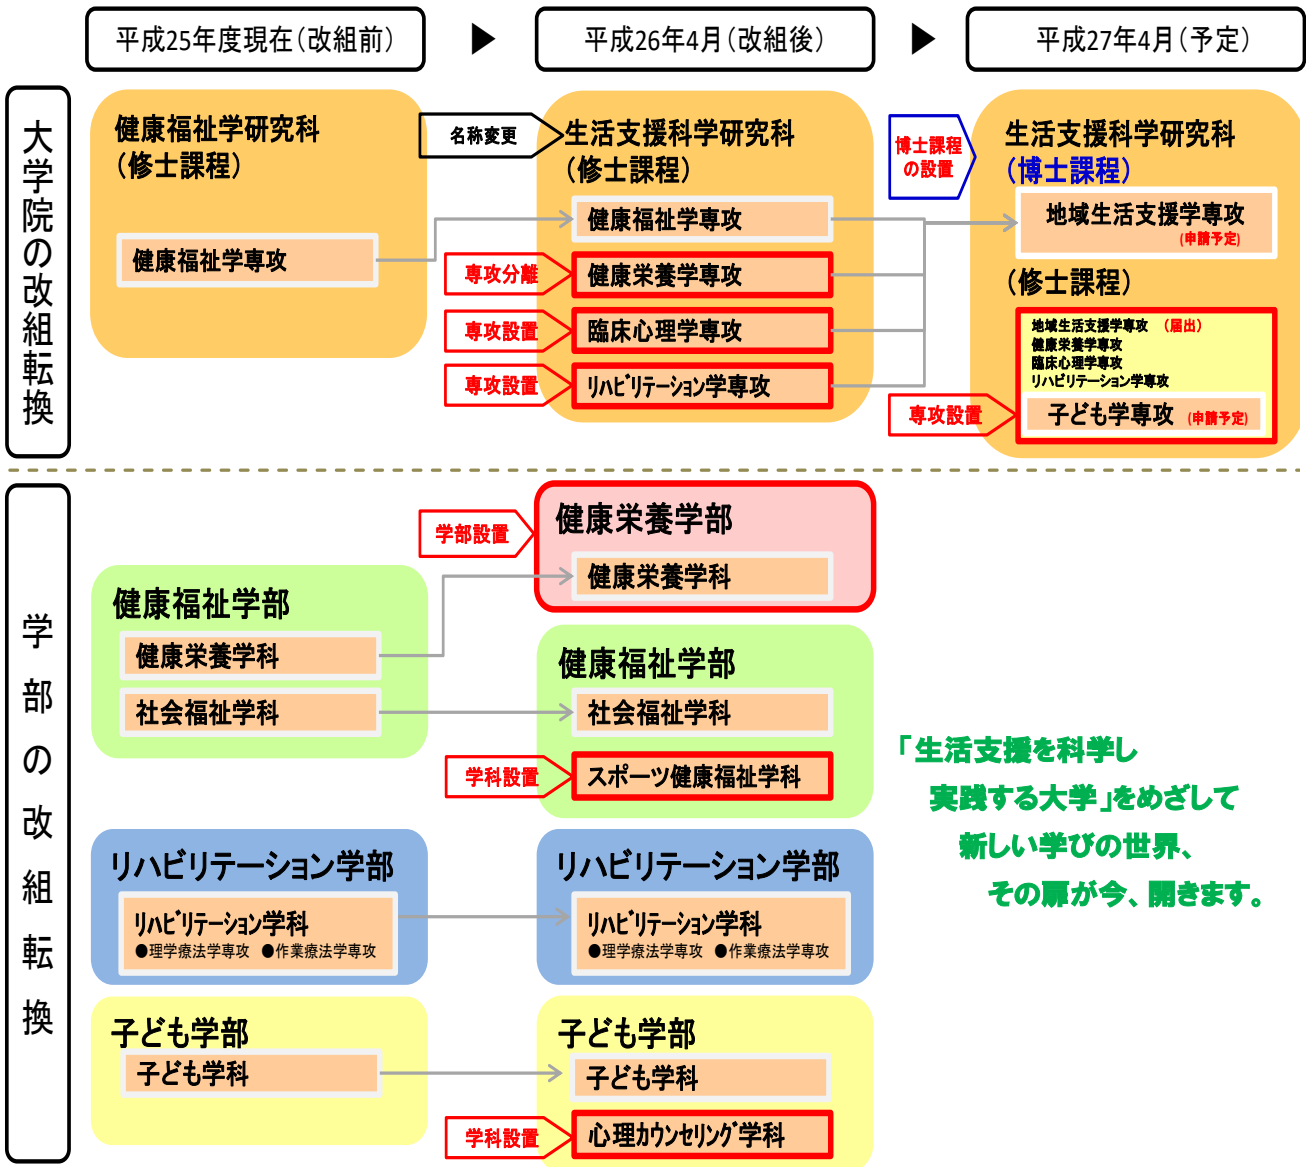 平成25年度現在(改組前)
▶
平成26年4月(改組後)
▶
平成27年4月(予定)
大学院の改組転換
健康福祉学研究科
(修士課程)
健康福祉学専攻
名称変更
生活支援科学研究科
(修士課程)
健康福祉学専攻
専攻分離
健康栄養学専攻
専攻設置
臨床心理学専攻
専攻設置
リハビリテーション学専攻
博士課程
の設置
生活支援科学研究科
(博士課程)
地域生活支援学専攻
(申請予定)
(修士課程)
地域生活支援学専攻 (届出)
健康栄養学専攻
臨床心理学専攻
リハビリテーション学専攻
専攻設置
子ども学専攻 (申請予定)
学部の改組転換
健康福祉学部
健康栄養学科
社会福祉学科
学部設置
健康栄養学部
健康栄養学科
健康福祉学部
社会福祉学科
学科設置
スポーツ健康福祉学科
リハビリテーション学部
リハビリテーション学科
●理学療法学専攻 ●作業療法学専攻
リハビリテーション学部
リハビリテーション学科
●理学療法学専攻 ●作業療法学専攻
子ども学部
子ども学科
子ども学部
子ども学科
学科設置
心理カウンセリング学科
「生活支援を科学し
実践する大学」をめざして
新しい学びの世界、
その扉が今、開きます。